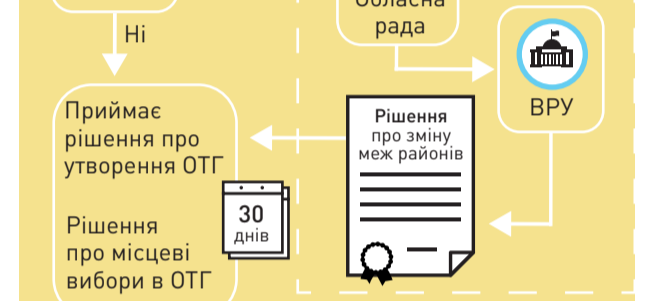 Обласна
рада
Ні
ВРУ
Приймає
рішення про
утворення ОТГ
Рішення
про зміну
меж районів
30
днів
Рішення
про місцеві
вибори в ОТГ